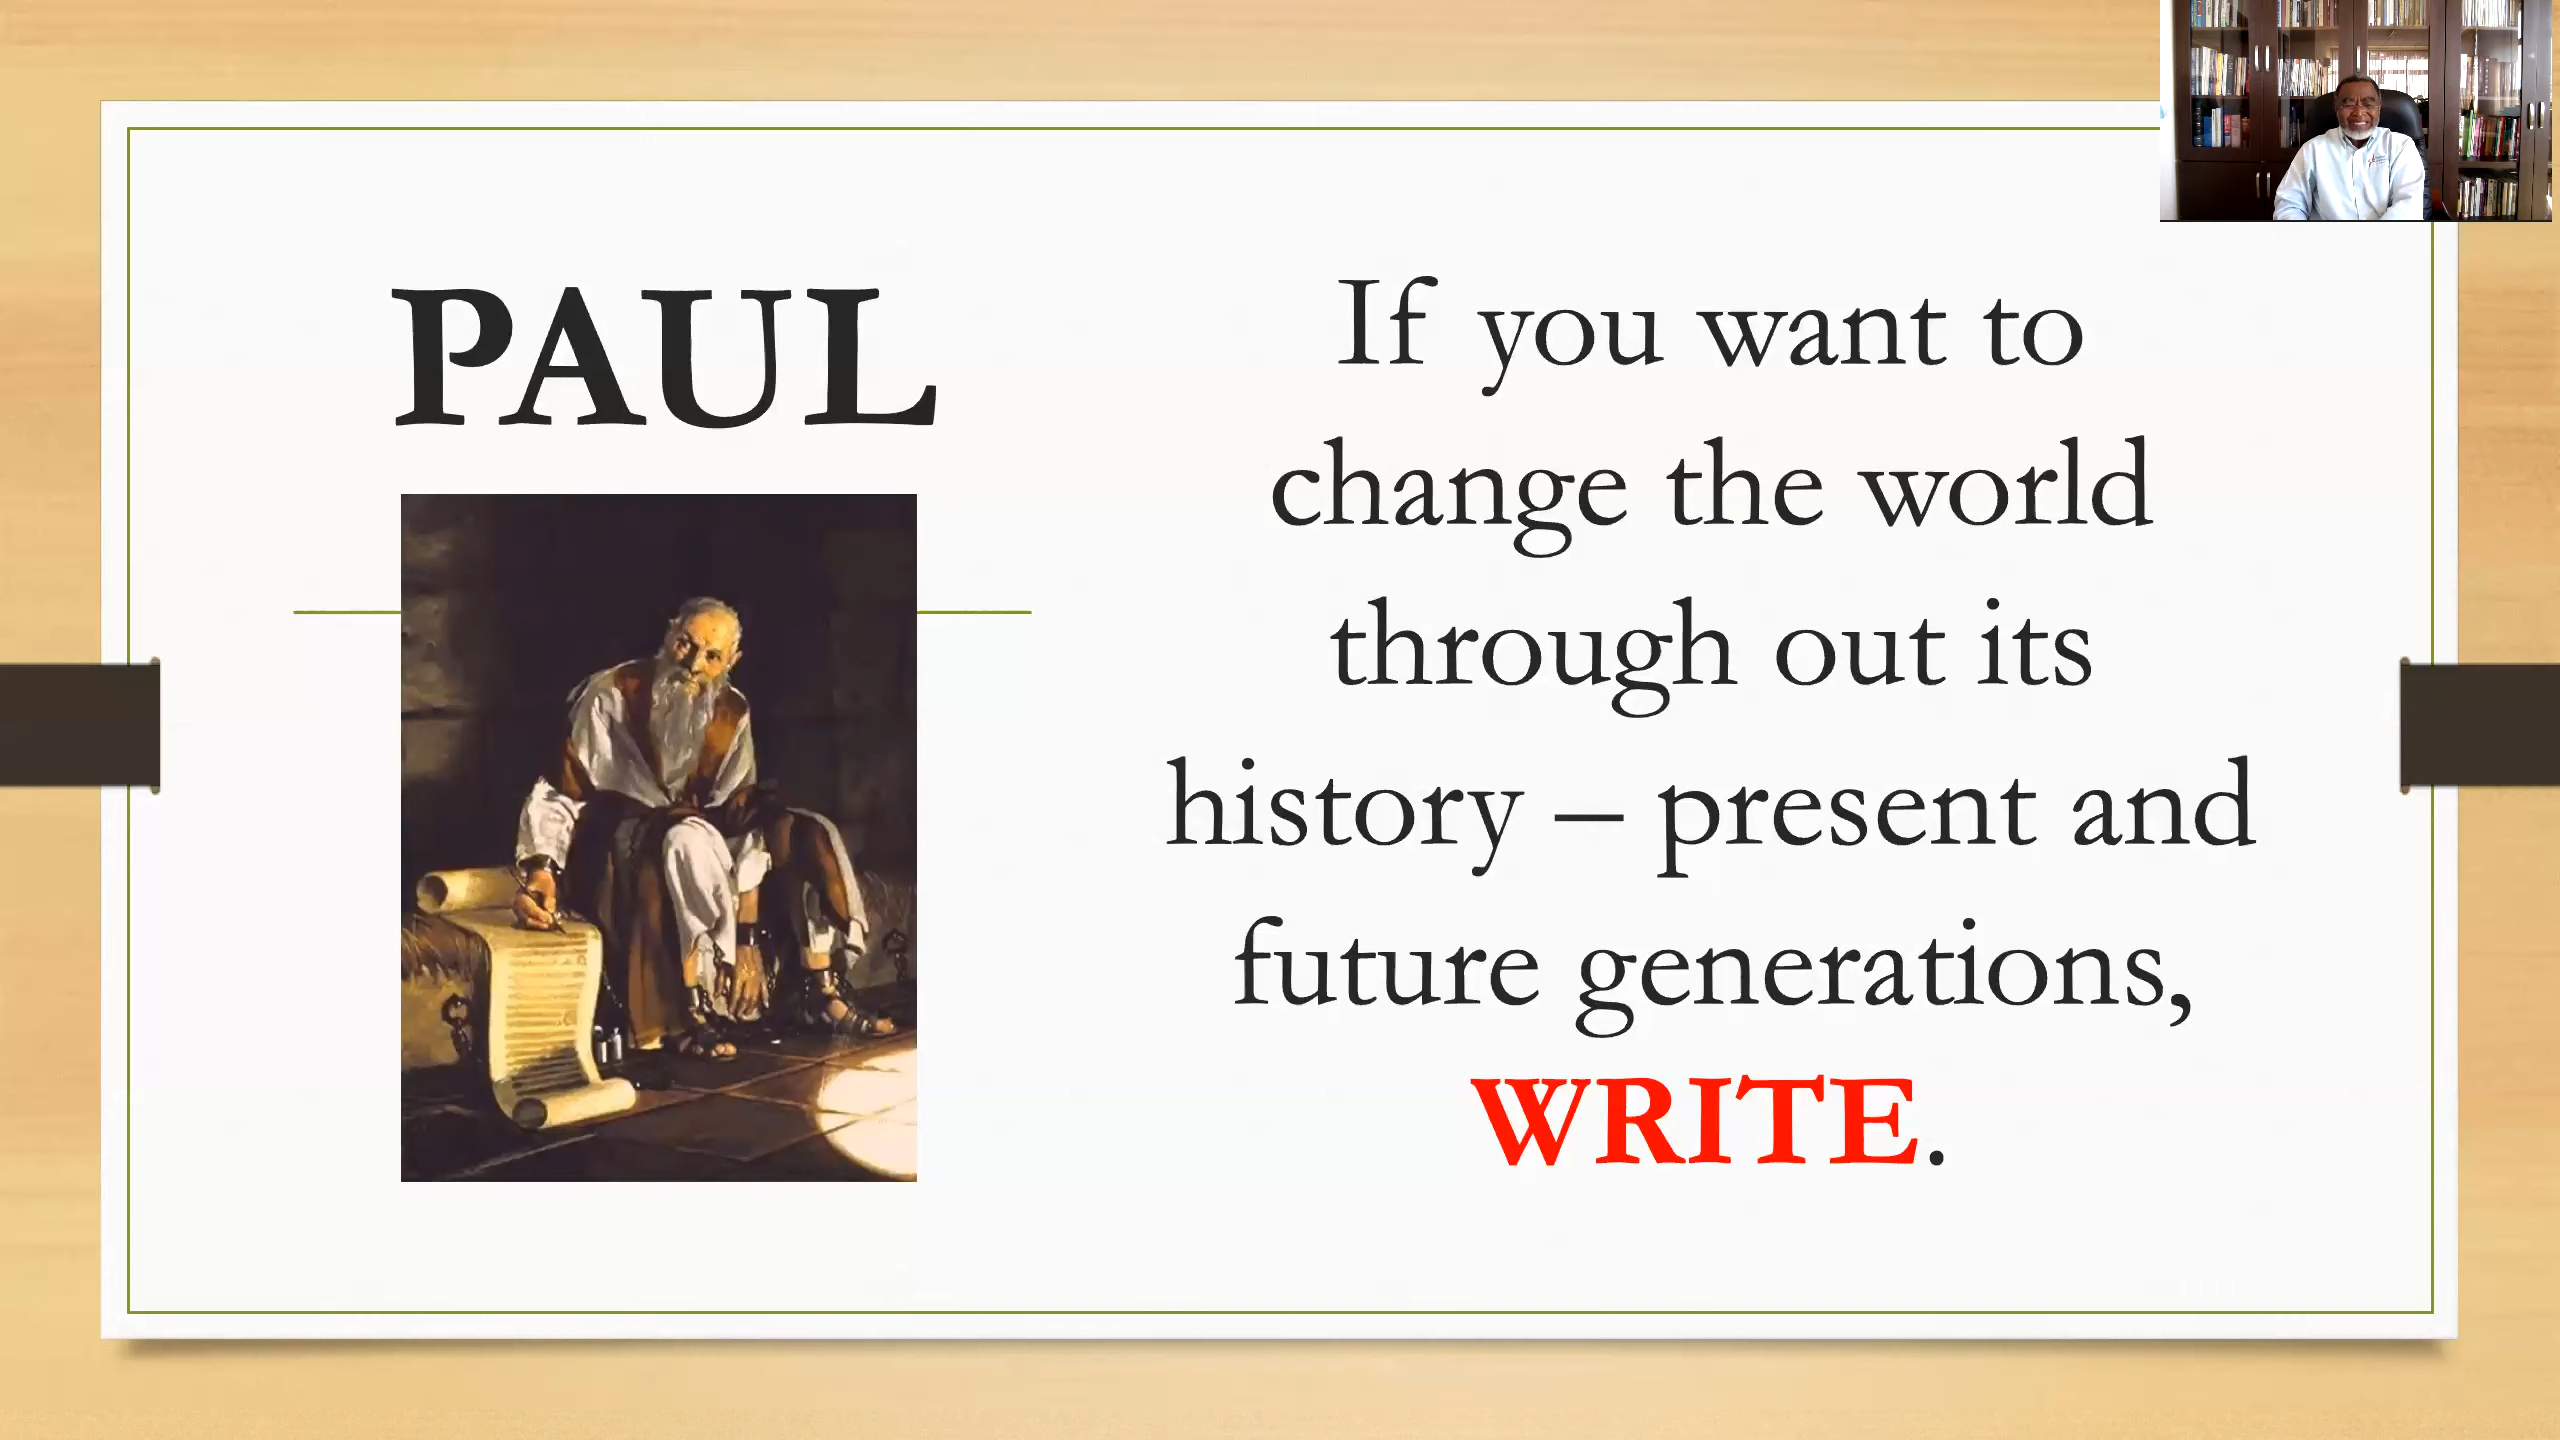 PAUL
If you want to
change the world
through out its
history – present and
future generations,
WRITE.